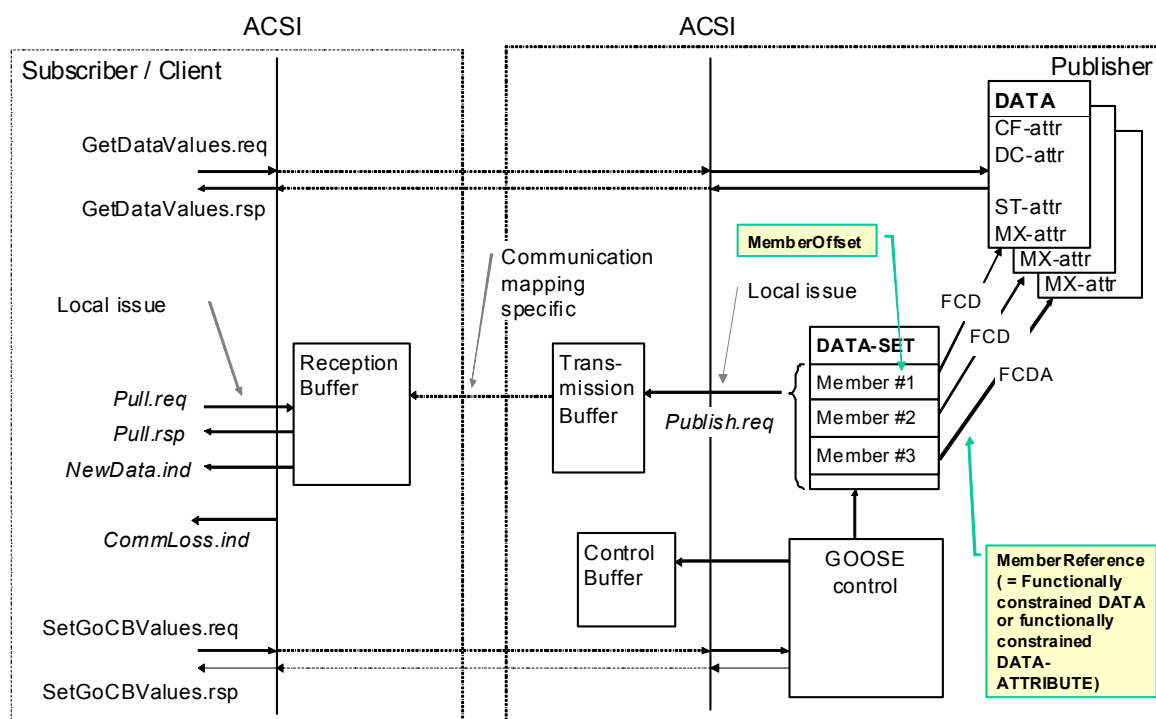 ACSI
ACSI
Subscriber / Client
Publisher
DATA
CF-attr
DC-attr
ST-attr
MX-attr
MX-attr
MX-attr
GetDataValues.req
GetDataValues.rsp
MemberOffset
Communication
mapping
specific
Local issue
Local issue
FCD
FCD
FCDA
DATA-SET
Member #1
Member #2
Member #3
Reception
Buffer
Trans-
mission
Buffer
Publish.req
Pull.req
Pull.rsp
NewData.ind
CommLoss.ind
Control
Buffer
GOOSE
control
MemberReference
( = Functionally
constrained DATA
or functionally
constrained
DATA-
ATTRIBUTE)
SetGoCBValues.req
SetGoCBValues.rsp